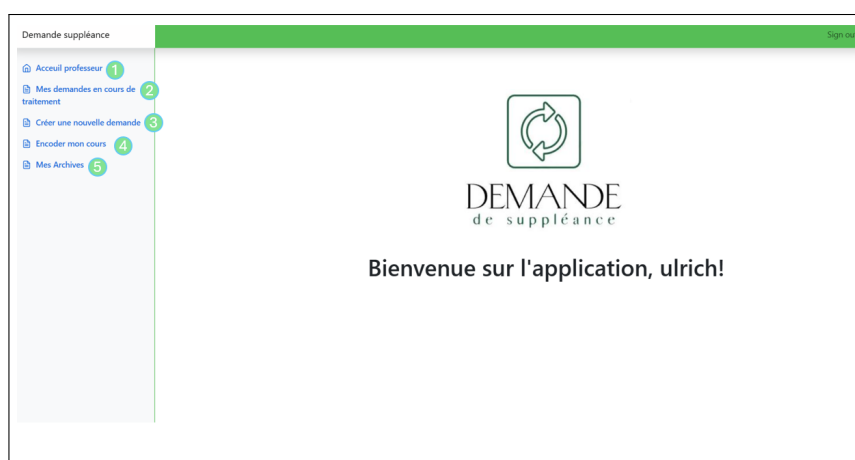 Demande suppléance
Sign ou
Acceuil professeur 1
Mes demandes en cours de 2
traitement
Créer une nouvelle demande 3
Encoder mon cours 4
Mes Archives 5
DEMANDE
de suppléance
Bienvenue sur l'application, ulrich!